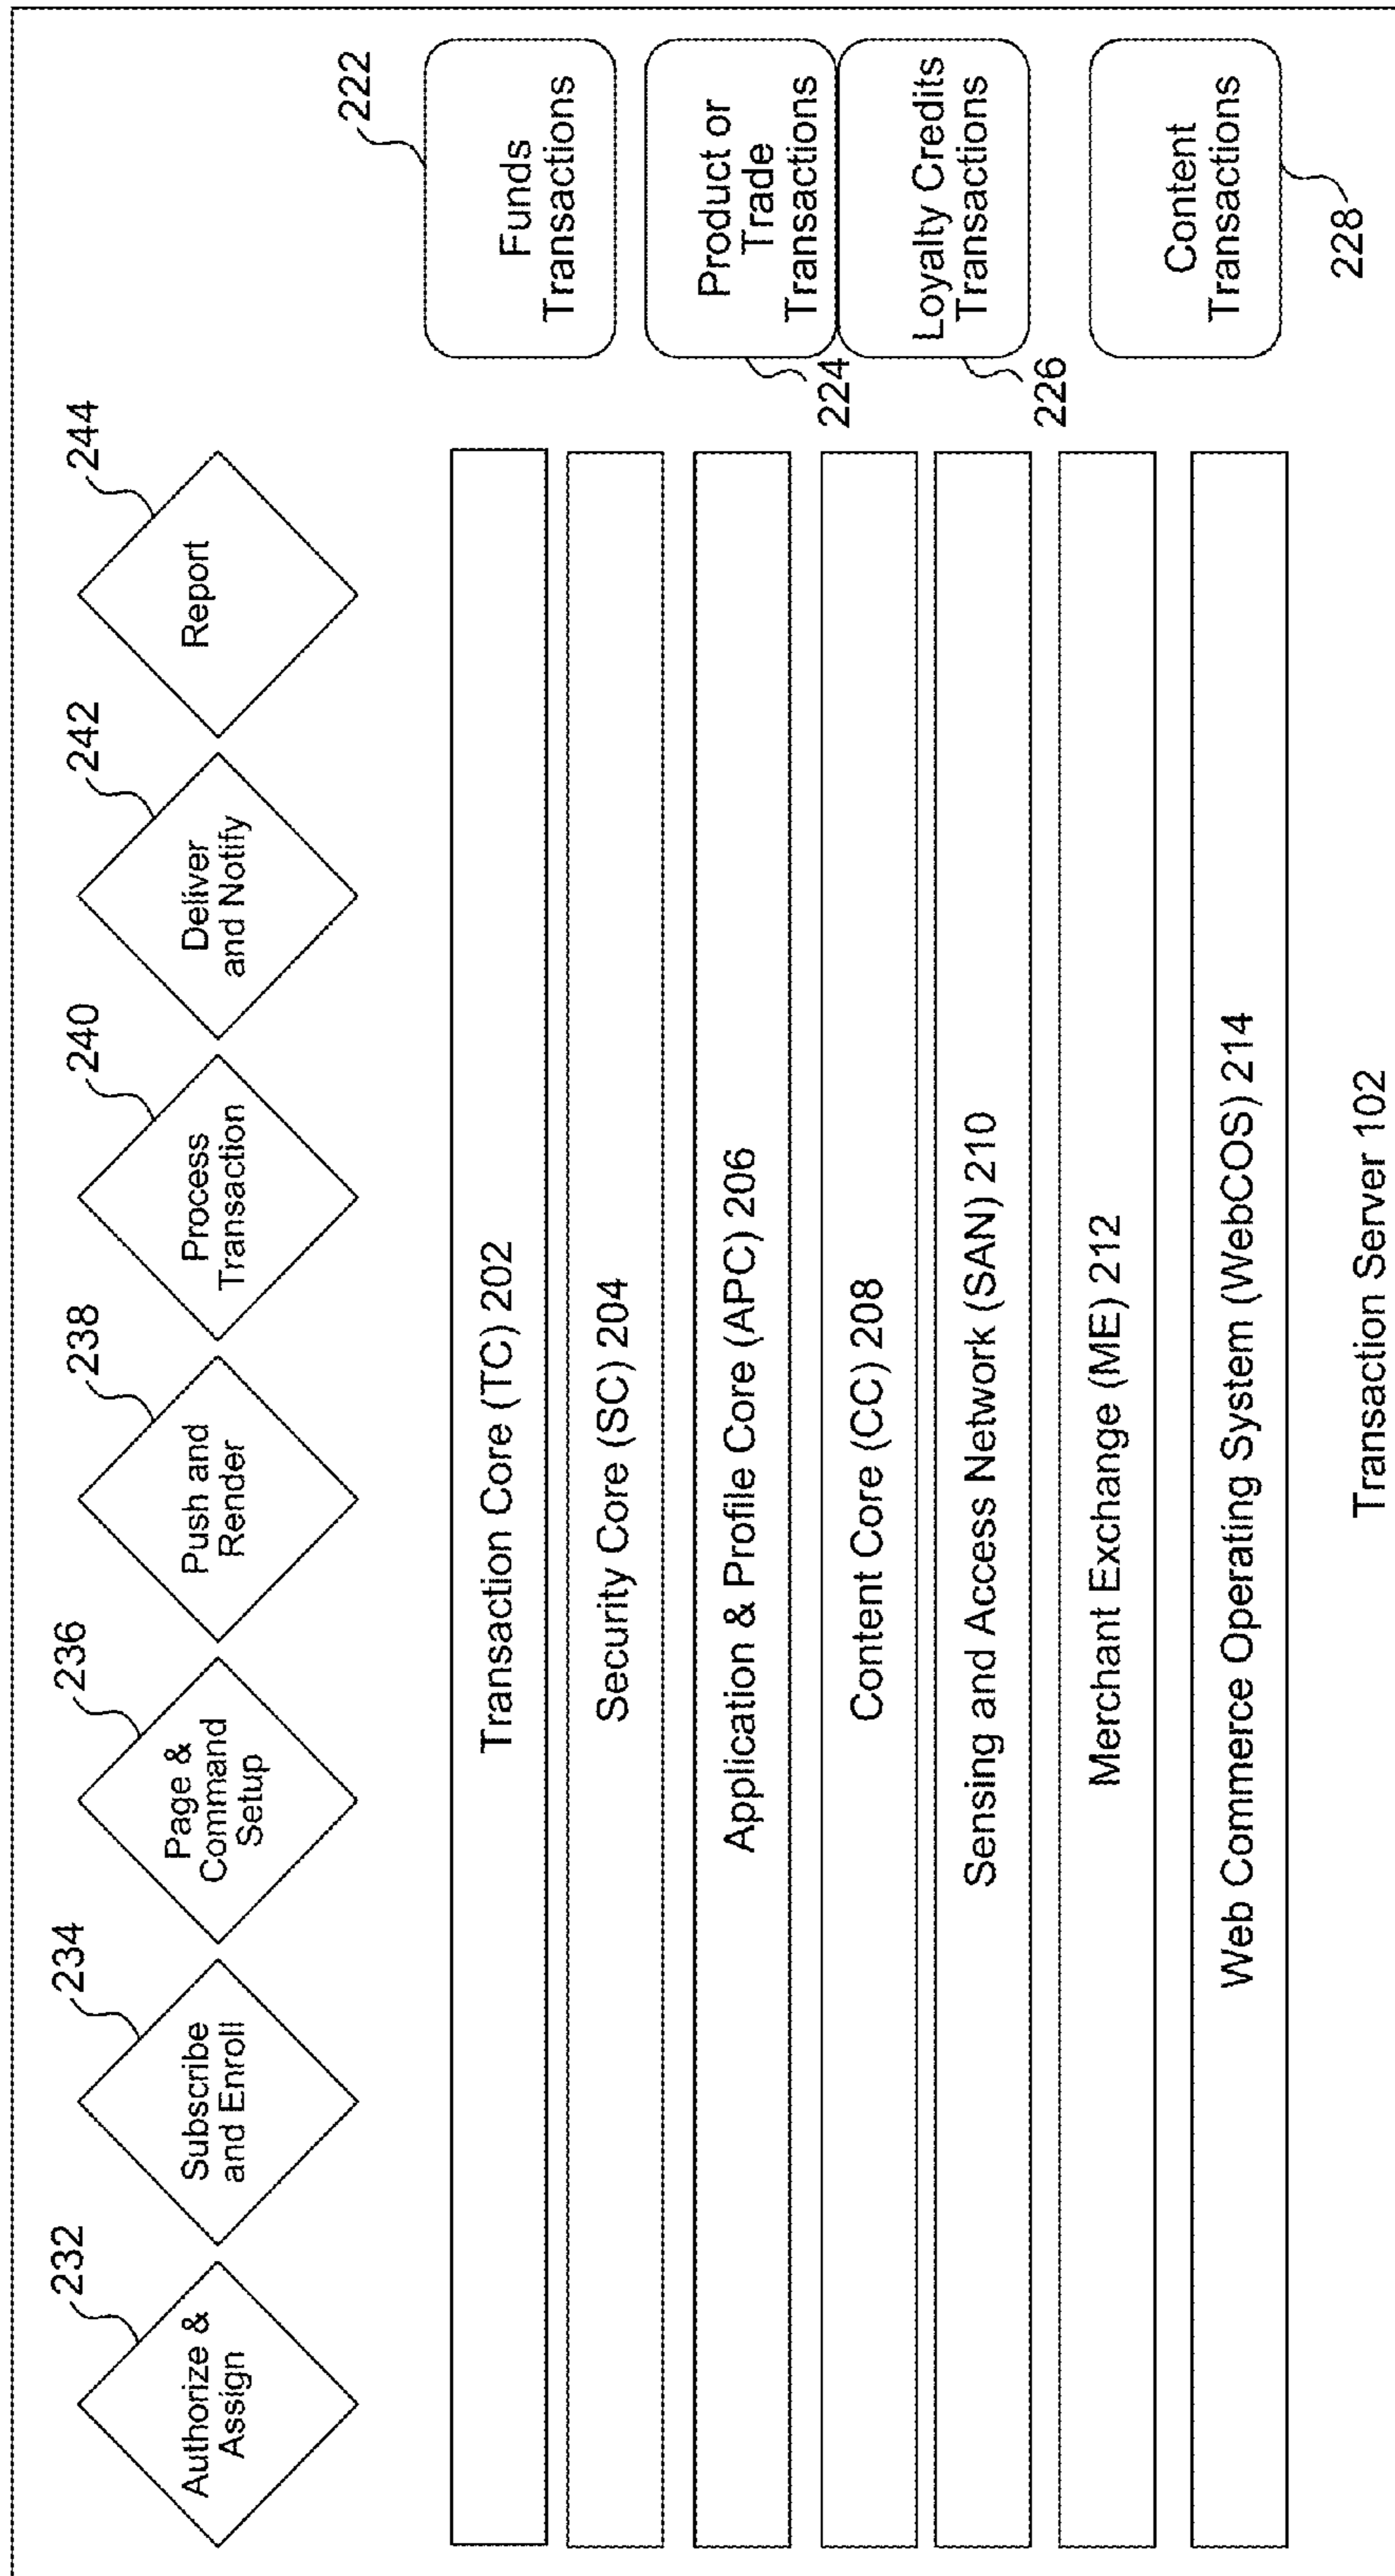 232
234
236
238
240
242
244
Authorize &
Assign
Subscribe
and Enroll
Page &
Command
Setup
Push and
Render
Process
Transaction
Deliver
and Notify
Report
222
Funds
Transactions
Transaction Core (TC) 202
Security Core (SC) 204
Application & Profile Core (APC) 206
Product or
Trade
Transactions
224
Content Core (CC) 208
Sensing and Access Network (SAN) 210
Loyalty Credits
Transactions
226
Merchant Exchange (ME) 212
Web Commerce Operating System (WebCOS) 214
Content
Transactions
228
Transaction Server 102